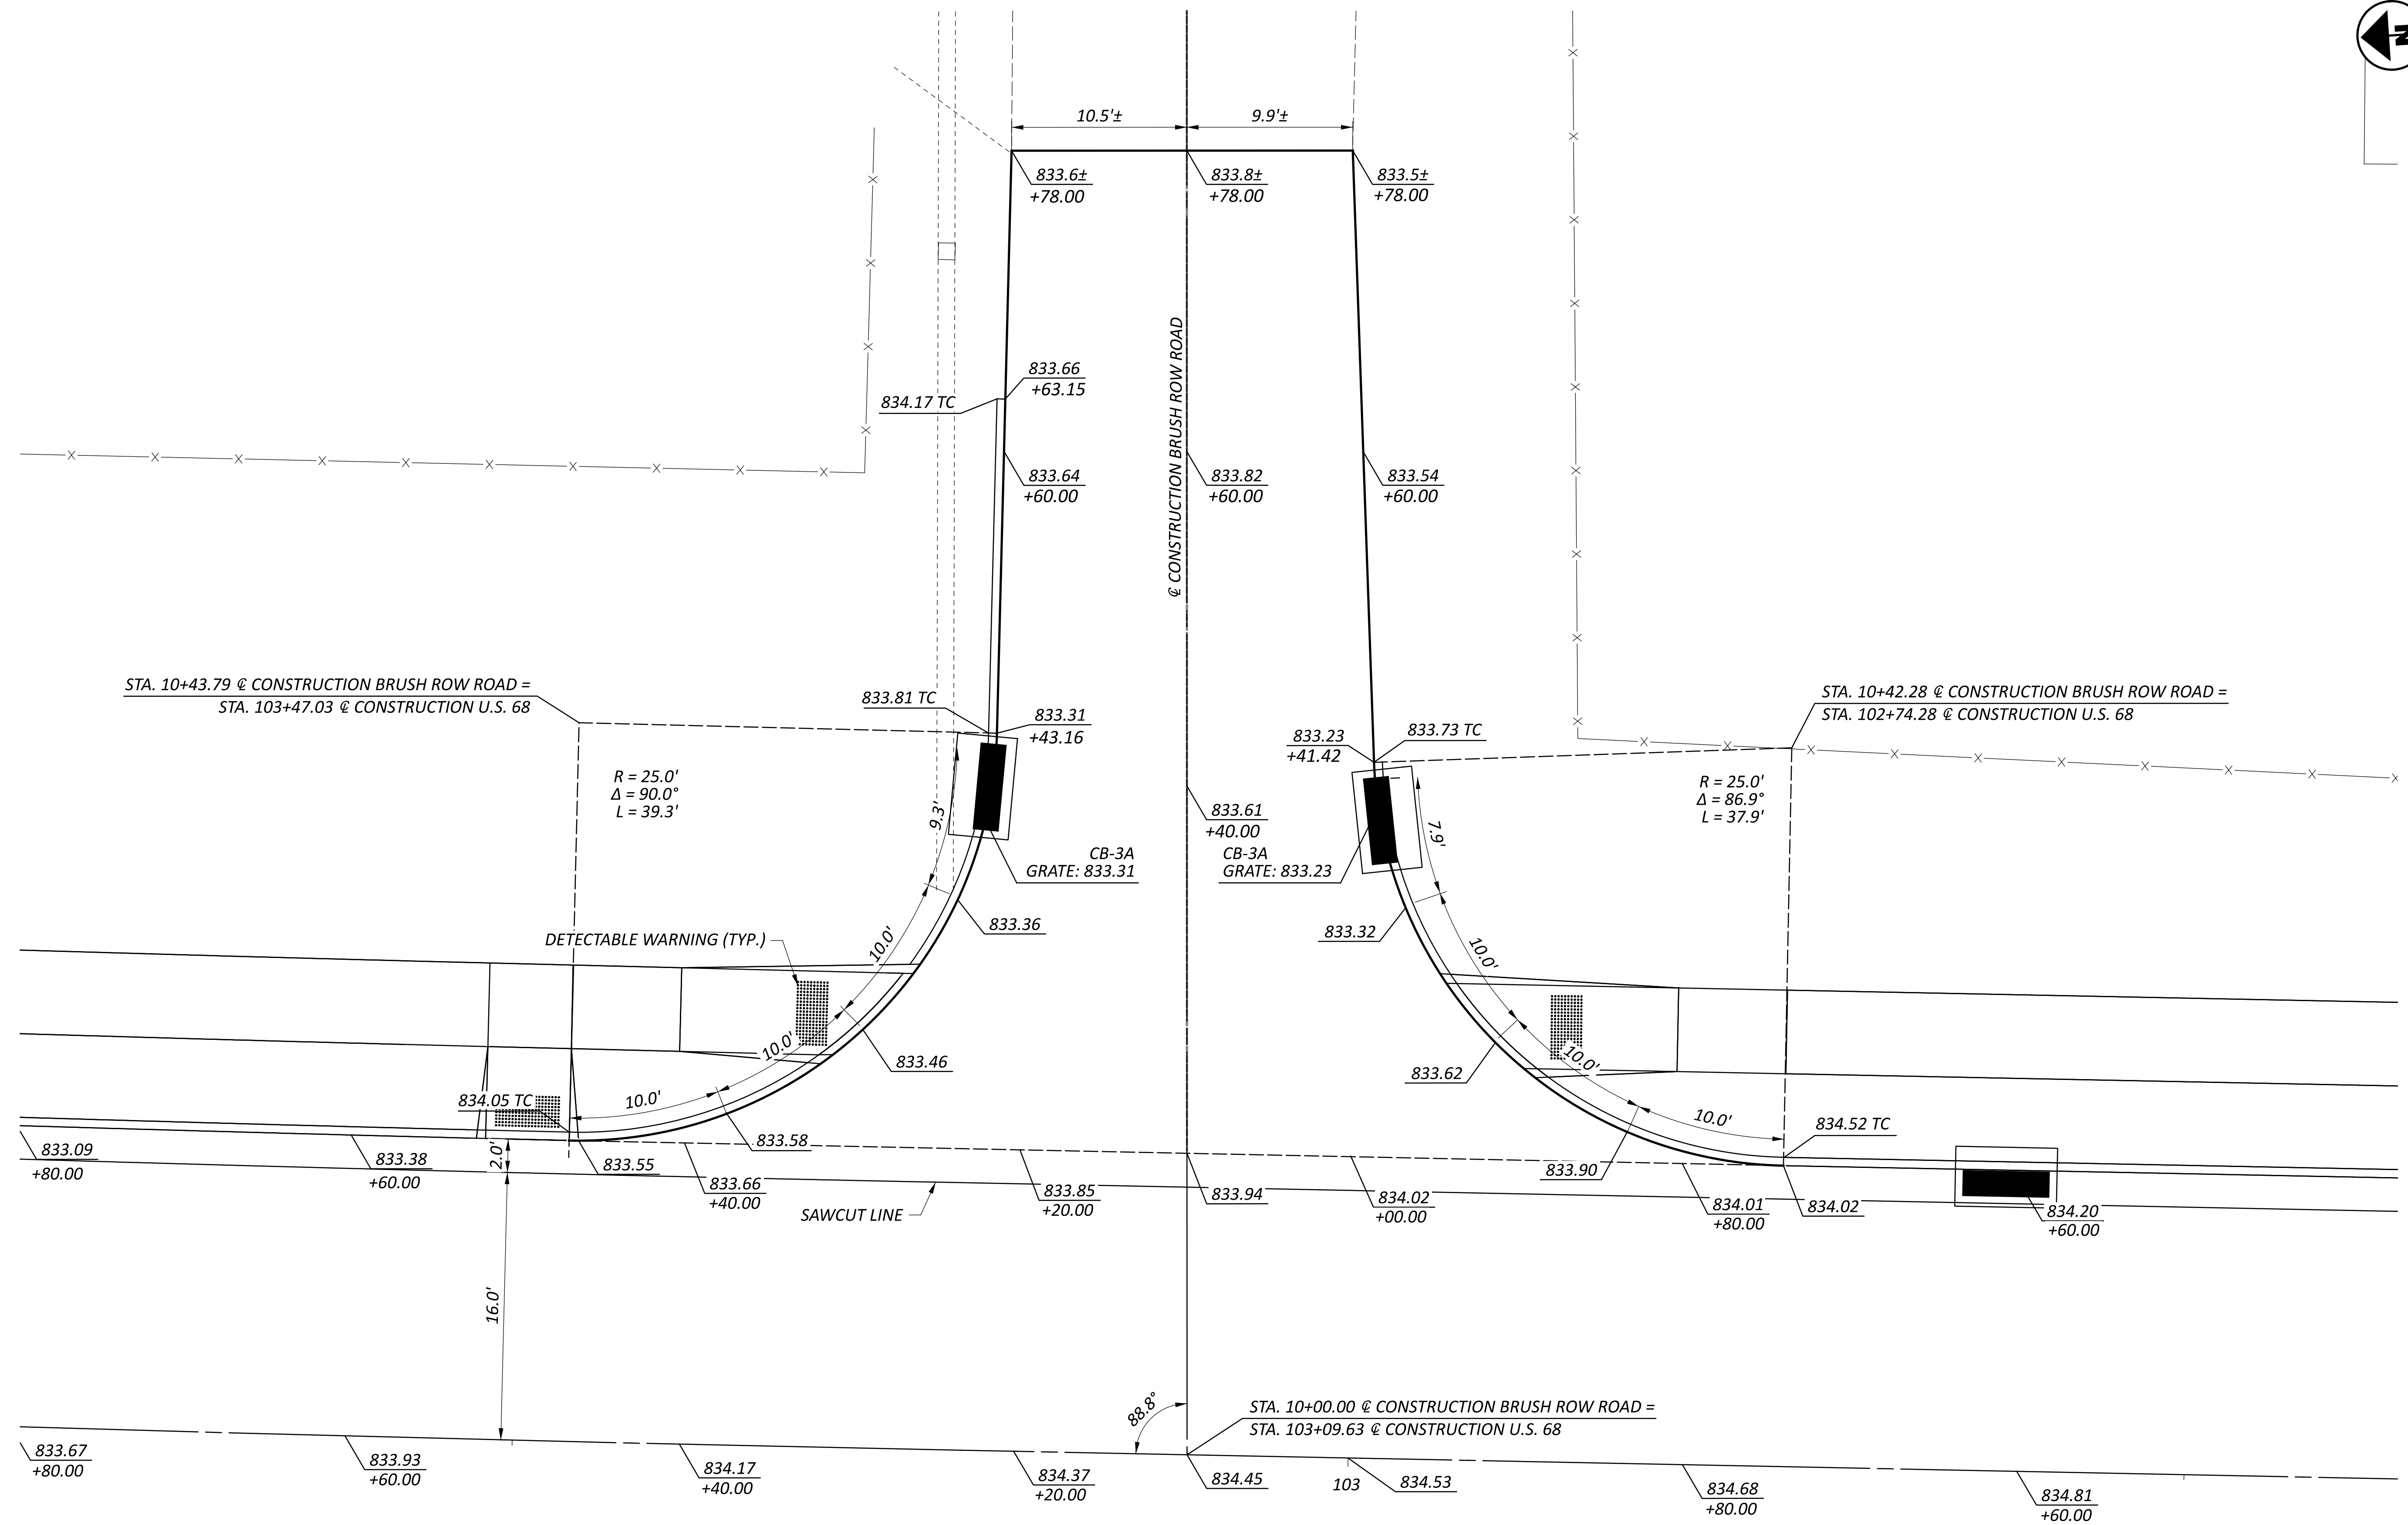 N
10.5'±
9.9'±
833.6±
+78.00
833.8±
+78.00
833.5±
+78.00
℄ CONSTRUCTION BRUSH ROW ROAD
833.66
+63.15
834.17 TC
833.64
+60.00
833.82
+60.00
833.54
+60.00
STA. 10+43.79 ℄ CONSTRUCTION BRUSH ROW ROAD =
STA. 103+47.03 ℄ CONSTRUCTION U.S. 68
833.81 TC
833.31
+43.16
833.23
+41.42
833.73 TC
STA. 10+42.28 ℄ CONSTRUCTION BRUSH ROW ROAD =
STA. 102+74.28 ℄ CONSTRUCTION U.S. 68
R = 25.0'
Δ = 90.0°
L = 39.3'
9.3'
833.61
+40.00
7.9'
R = 25.0'
Δ = 86.9°
L = 37.9'
CB-3A
GRATE: 833.31
CB-3A
GRATE: 833.23
833.36
833.32
DETECTABLE WARNING (TYP.)
10.0'
10.0'
833.46
833.62
10.0'
10.0'
834.05 TC
10.0'
10.0'
834.52 TC
833.58
833.09
+80.00
833.38
+60.00
2.0'
833.55
833.66
+40.00
SAWCUT LINE
833.85
+20.00
833.94
834.02
+00.00
833.90
834.01
+80.00
834.02
834.20
+60.00
16.0'
88.8°
STA. 10+00.00 ℄ CONSTRUCTION BRUSH ROW ROAD =
STA. 103+09.63 ℄ CONSTRUCTION U.S. 68
833.67
+80.00
833.93
+60.00
834.17
+40.00
834.37
+20.00
834.45
103
834.53
834.68
+80.00
834.81
+60.00